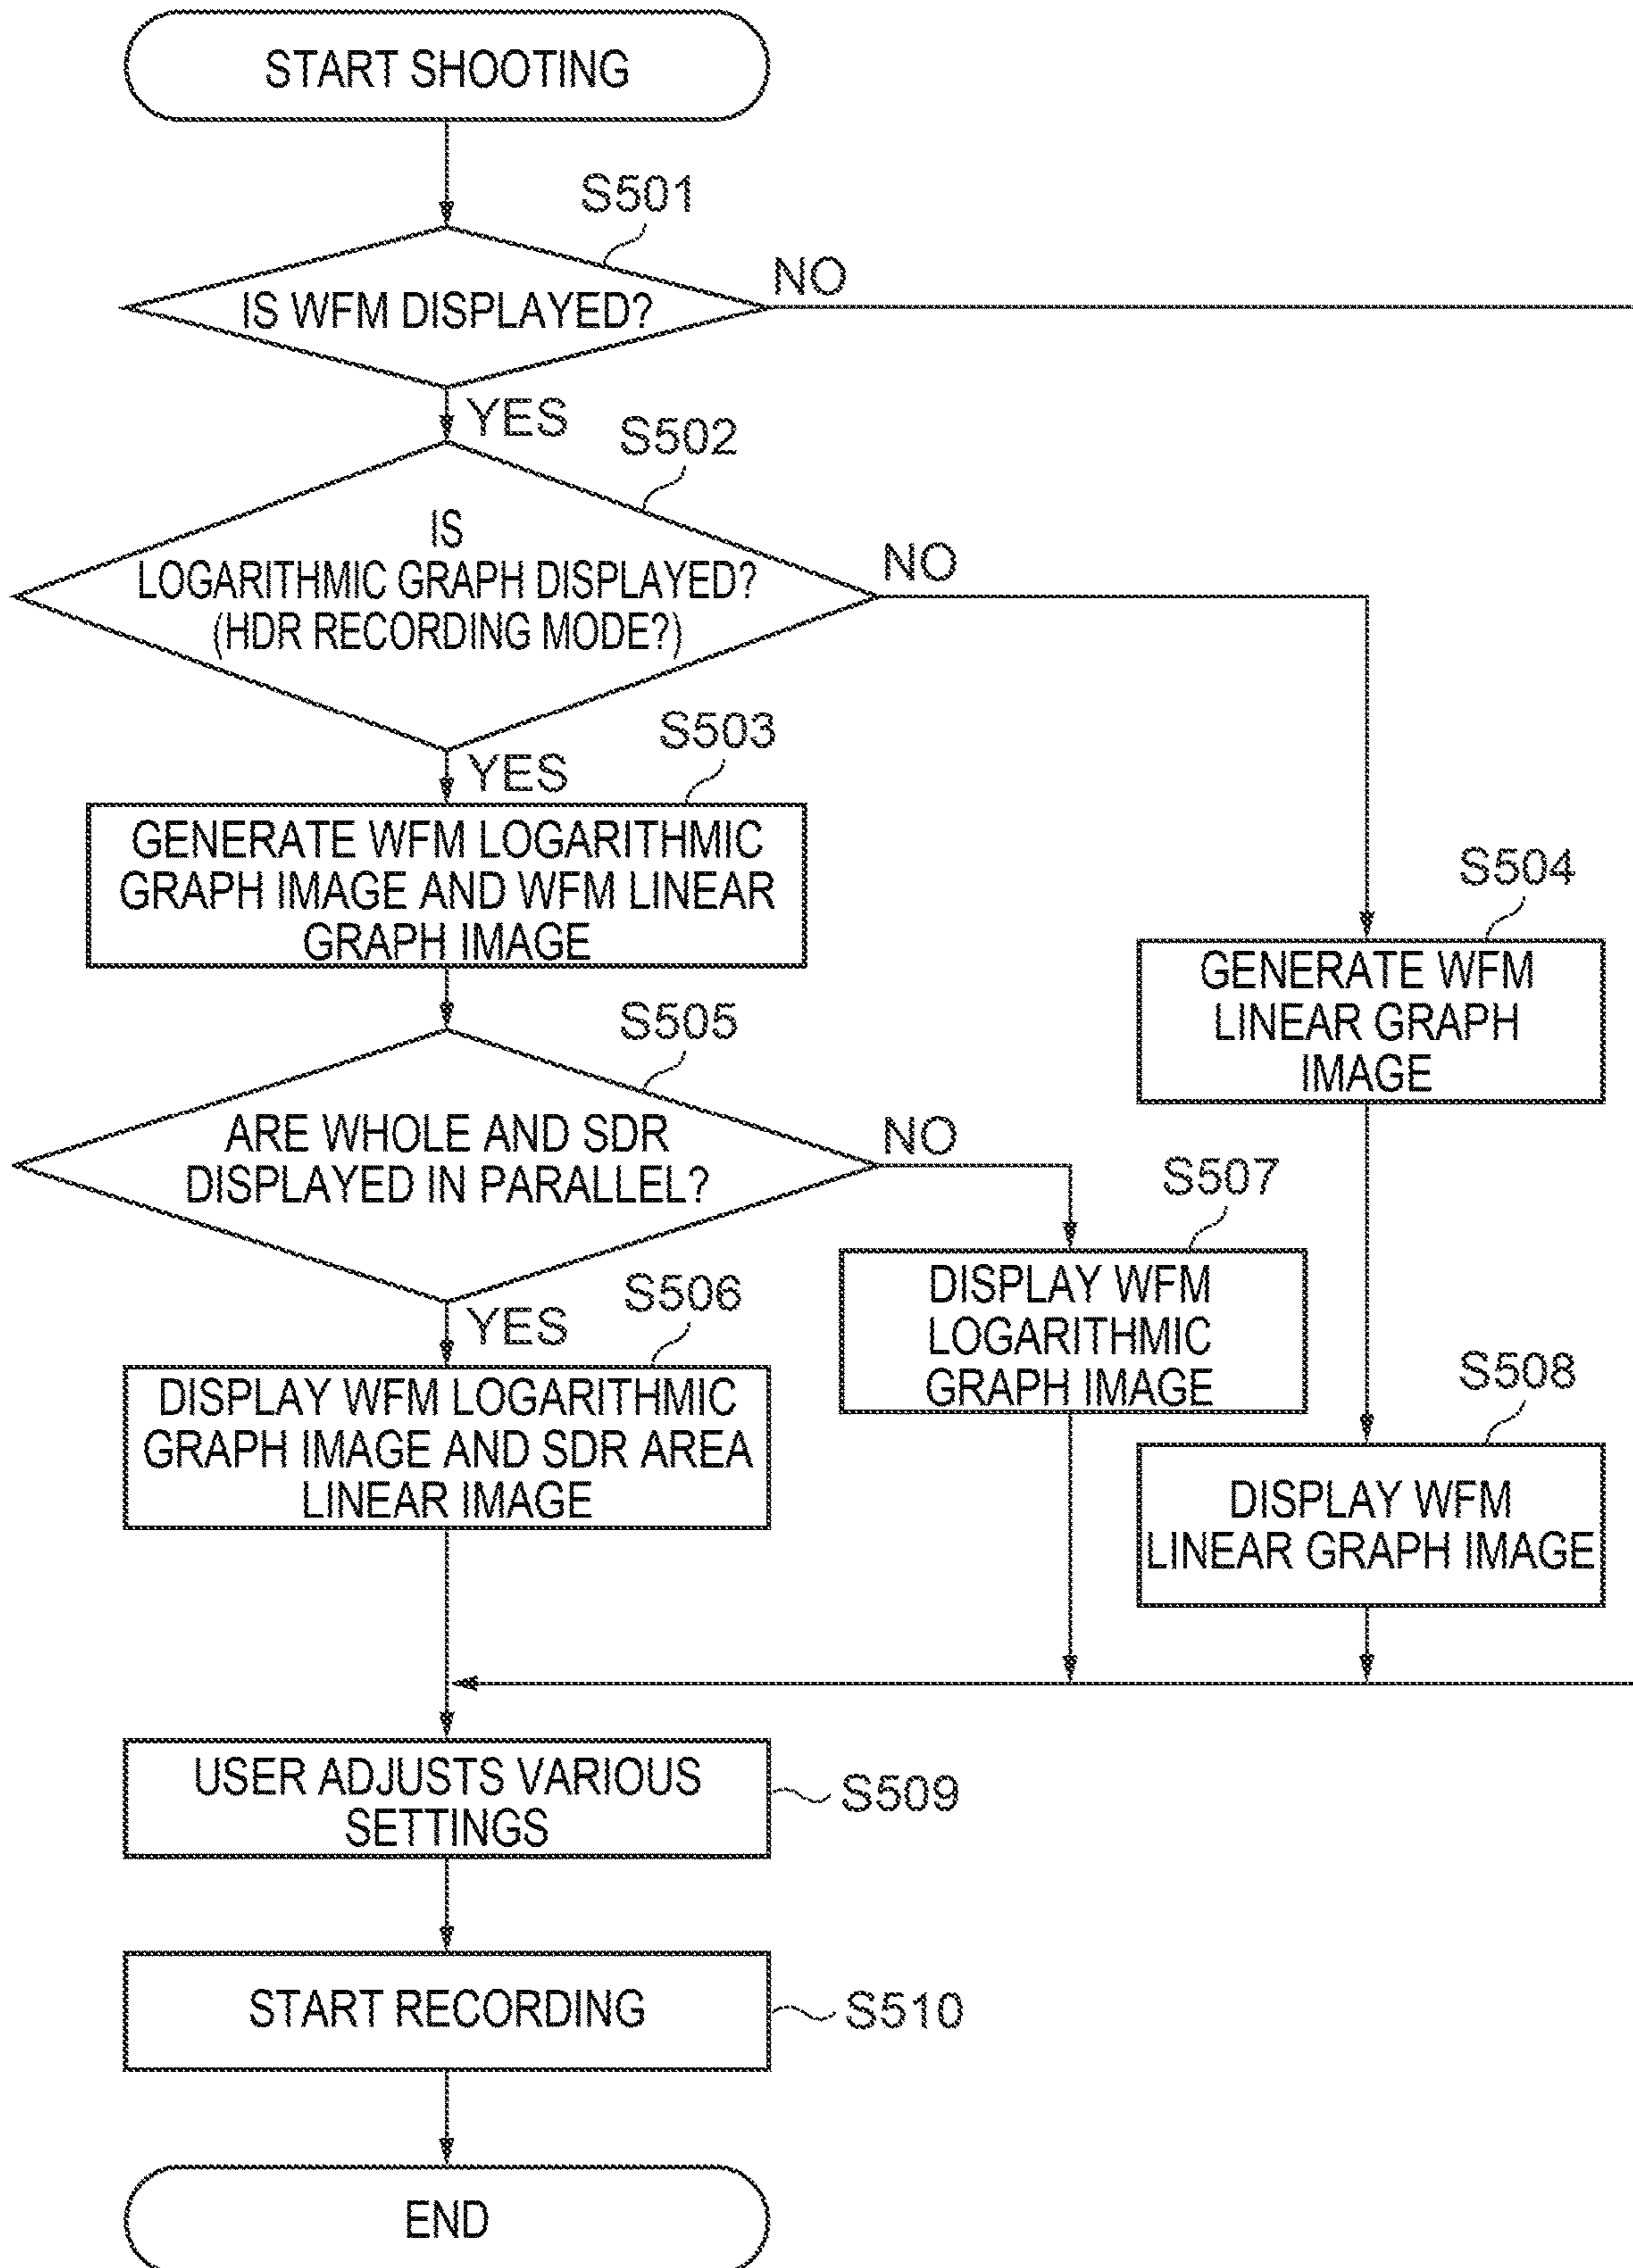 START SHOOTING
S501
IS WFM DISPLAYED?
NO
YES
S502
IS
LOGARITHMIC GRAPH DISPLAYED?
(HDR RECORDING MODE?)
NO
YES
S503
GENERATE WFM LOGARITHMIC
GRAPH IMAGE AND WFM LINEAR
GRAPH IMAGE
S504
GENERATE WFM
LINEAR GRAPH
IMAGE
S505
ARE WHOLE AND SDR
DISPLAYED IN PARALLEL?
NO
YES
S506
DISPLAY WFM LOGARITHMIC
GRAPH IMAGE AND SDR AREA
LINEAR IMAGE
S507
DISPLAY WFM
LOGARITHMIC
GRAPH IMAGE
S508
DISPLAY WFM
LINEAR GRAPH IMAGE
USER ADJUSTS VARIOUS
SETTINGS
S509
START RECORDING
S510
END